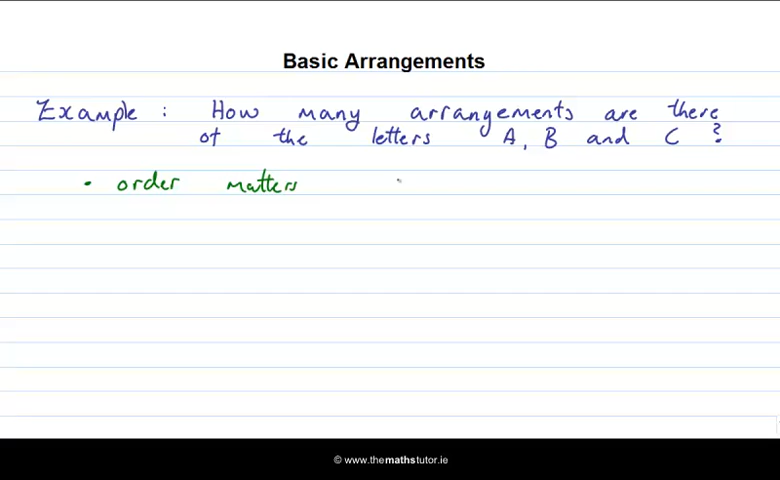 Basic Arrangements
Example : How many arrangements are there
of the letters A, B and C ?
• order matters
© www.themathstutor.ie